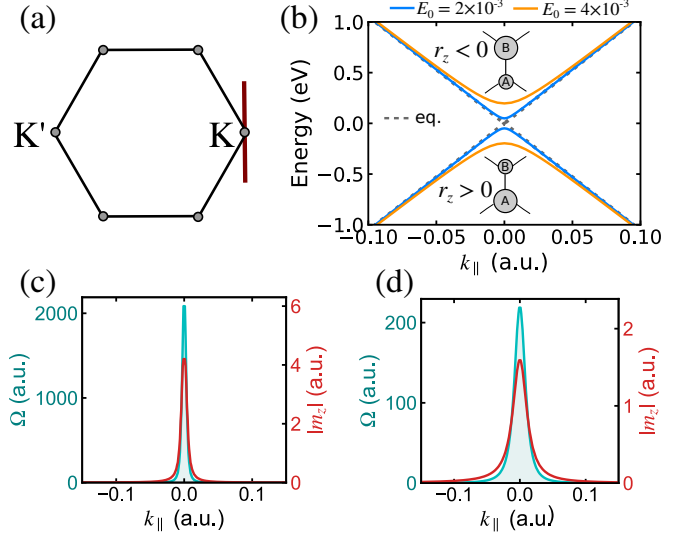 (a)
K'
K
(b)
E₀ = 2×10⁻³
E₀ = 4×10⁻³
Energy (eV)
1.0
0.5
0.0
−0.5
−1.0
r_z < 0
B
A
eq.
r_z > 0
B
A
−0.10 −0.05 0.00 0.05 0.10
k_∥ (a.u.)
(c)
Ω (a.u.)
2000
1000
0
6
4
2
0
|m_z| (a.u.)
−0.1 0.0 0.1
k_∥ (a.u.)
(d)
Ω (a.u.)
200
100
0
2
1
0
|m_z| (a.u.)
−0.1 0.0 0.1
k_∥ (a.u.)